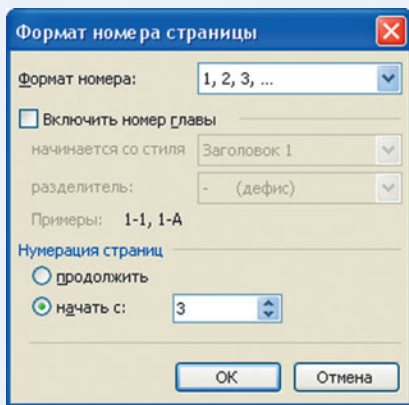 Формат номера страницы
Формат номера: 1, 2, 3, ...
Включить номер главы
начинается со стиля Заголовок 1
разделитель: - (дефис)
Примеры: 1-1, 1-A
Нумерация страниц
продолжить
начать с: 3
ОК Отмена